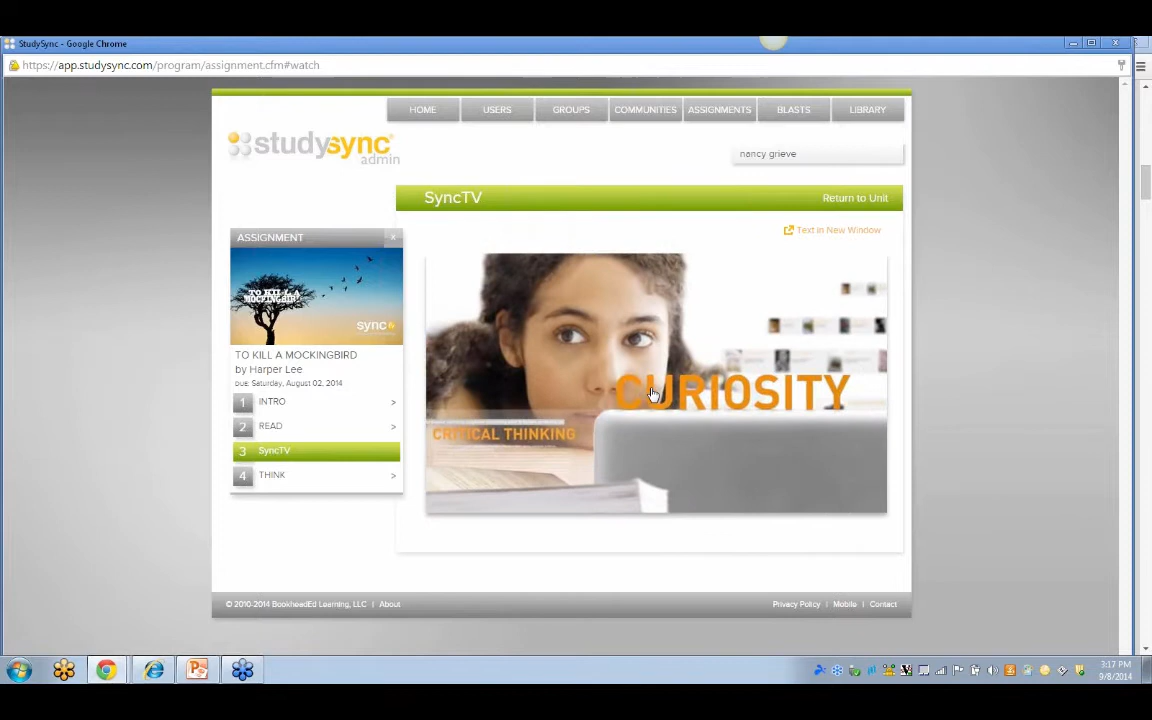 StudySync - Google Chrome
https://app.studysync.com/program/assignment.cfm#watch
HOME
USERS
GROUPS
COMMUNITIES
ASSIGNMENTS
BLASTS
LIBRARY
studysync
admin
nancy grieve
SyncTV
Return to Unit
Text in New Window
ASSIGNMENT
x
TO KILL A
MOCKINGBIRD
sync
TO KILL A MOCKINGBIRD
by Harper Lee
due: Saturday, August 02, 2014
1 INTRO >
2 READ >
3 SyncTV
4 THINK >
CURIOSITY
CRITICAL THINKING
© 2010-2014 BookheadEd Learning, LLC | About
Privacy Policy | Mobile | Contact
3:17 PM
9/8/2014